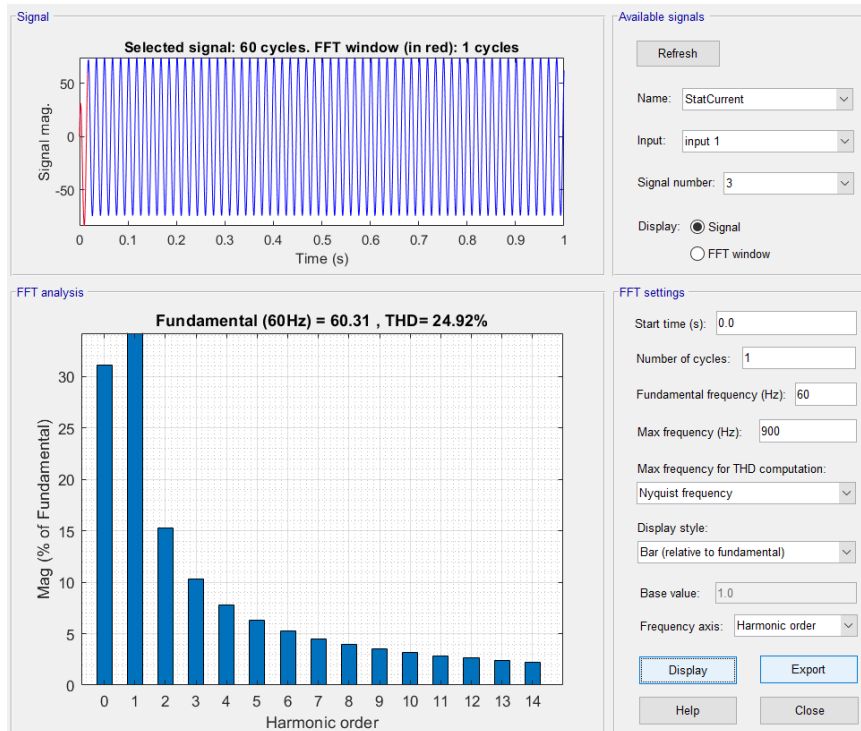 Signal
Selected signal: 60 cycles. FFT window (in red): 1 cycles
50
0
-50
Signal mag.
0 0.1 0.2 0.3 0.4 0.5 0.6 0.7 0.8 0.9 1
Time (s)
Available signals
Refresh
Name: StatCurrent
Input: input 1
Signal number: 3
Display: Signal
FFT window
FFT analysis
Fundamental (60Hz) = 60.31 , THD= 24.92%
30
25
20
15
10
5
0
Mag (% of Fundamental)
0 1 2 3 4 5 6 7 8 9 10 11 12 13 14
Harmonic order
FFT settings
Start time (s): 0.0
Number of cycles: 1
Fundamental frequency (Hz): 60
Max frequency (Hz): 900
Max frequency for THD computation:
Nyquist frequency
Display style:
Bar (relative to fundamental)
Base value: 1.0
Frequency axis: Harmonic order
Display Export
Help Close